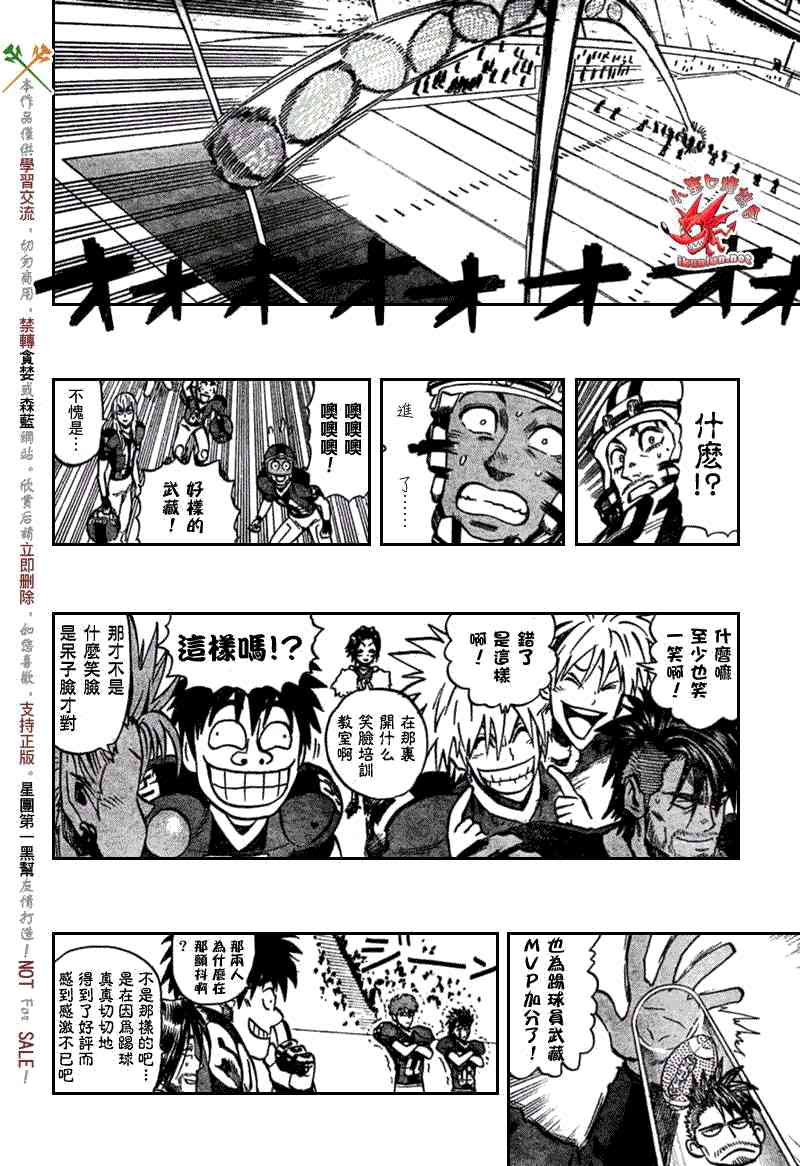 本作品僅供學習交流，切勿商用，禁轉貪婪或森藍網站。欣賞后請立即刪除，如您喜歡，支持正版。星團第一黑幫友情打造！NOT For SALE！
ikunlun.net
オオオオオオオ
什麼!?
進
了……
噢噢噢
噢噢噢！
好樣的
武藏！
不愧是…
什麼嘛
至少也笑
一笑啊！
錯了
是這樣
啊！
在那裏
開什么
笑臉培訓
教室啊
這樣嗎！？
那才不是
什麼笑臉
是呆子臉才對
也為踢球員武藏
MVP加分了！
那兩人
為什麼在
那顫抖啊
？
不是那樣的吧…
是在因爲踢球
真真切切地
得到了好評而
感到感激不已吧